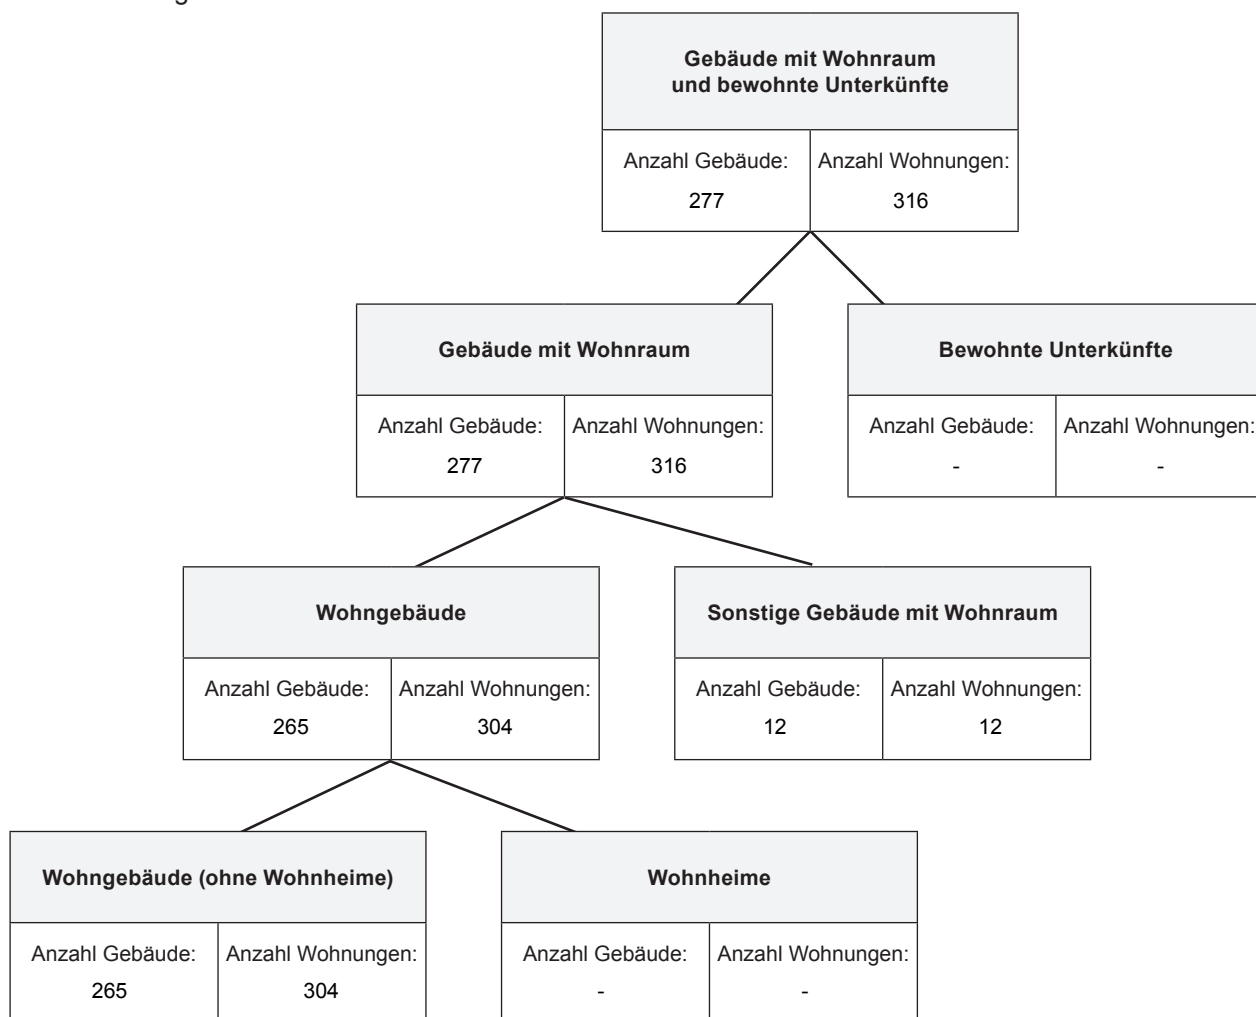 Gebäude mit Wohnraum
und bewohnte Unterkünfte
Anzahl Gebäude: Anzahl Wohnungen:
277 316
Gebäude mit Wohnraum
Bewohnte Unterkünfte
Anzahl Gebäude: Anzahl Wohnungen:
277 316
Anzahl Gebäude: Anzahl Wohnungen:
- -
Wohngebäude
Sonstige Gebäude mit Wohnraum
Anzahl Gebäude: Anzahl Wohnungen:
265 304
Anzahl Gebäude: Anzahl Wohnungen:
12 12
Wohngebäude (ohne Wohnheime)
Wohnheime
Anzahl Gebäude: Anzahl Wohnungen:
265 304
Anzahl Gebäude: Anzahl Wohnungen:
- -